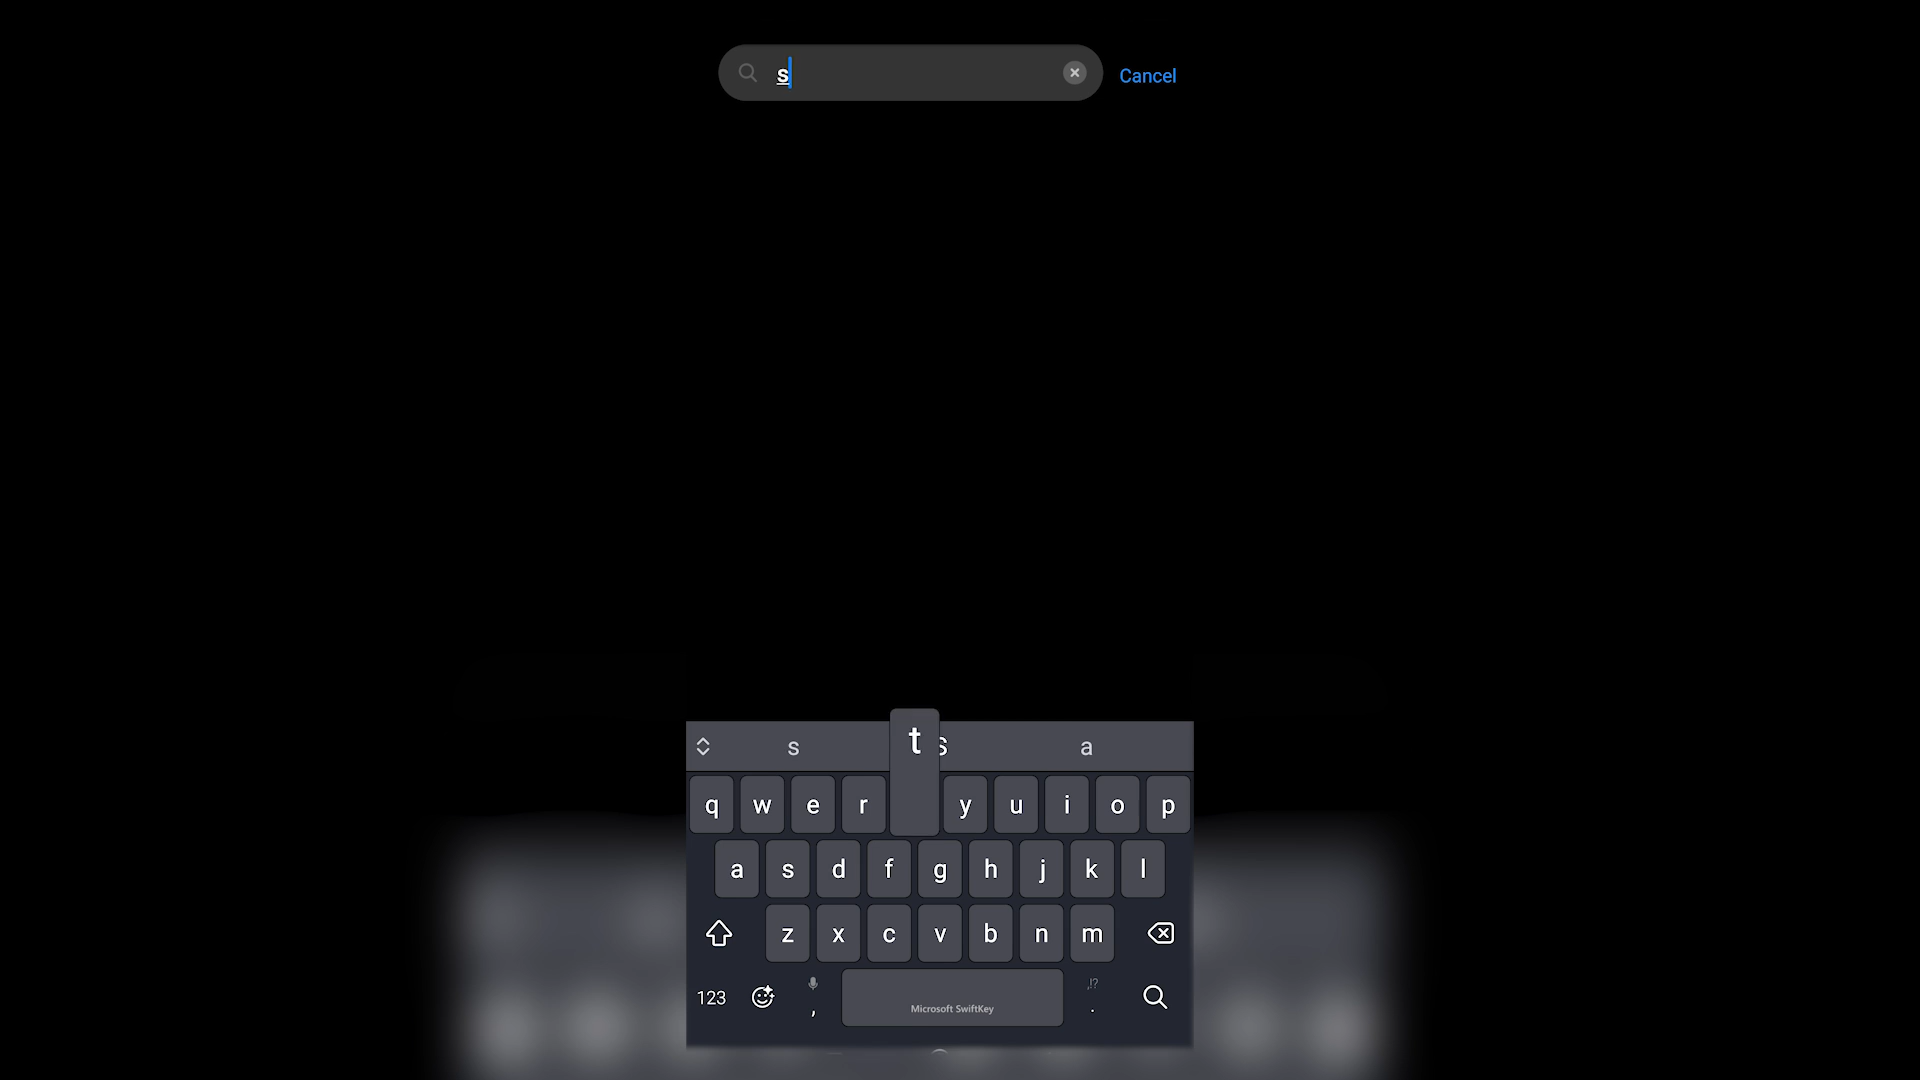 s
Cancel
s t s a
q w e r y u i o p
a s d f g h j k l
z x c v b n m
,!?
123 , Microsoft SwiftKey .